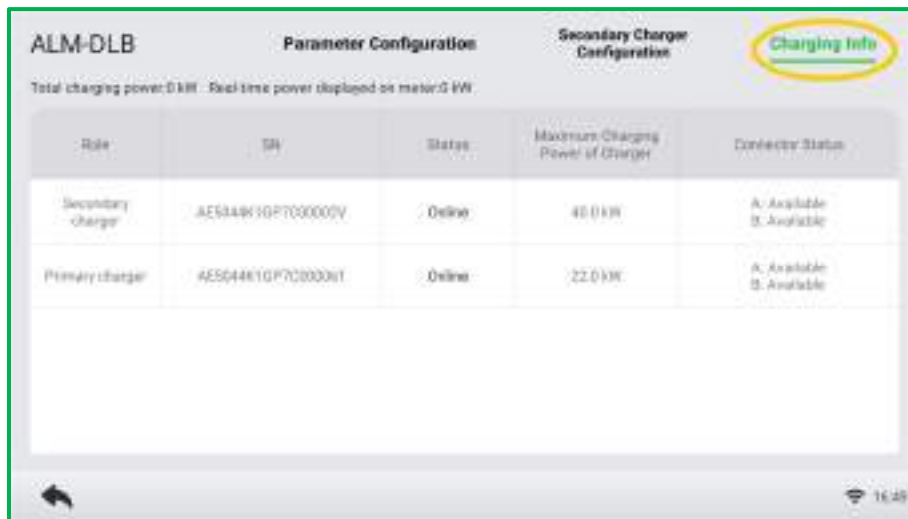 ALM-DLB
Parameter Configuration
Secondary Charger
Configuration
Charging Info
Total charging power:0 kW Real-time power displayed on meter:0 kW
Role
SN
Status
Maximum Charging
Power of Charger
Connector Status
Secondary
charger
Online
40.0 kW
A: Available
B: Available
Primary charger
Online
22.0 kW
A: Available
B: Available
16:49